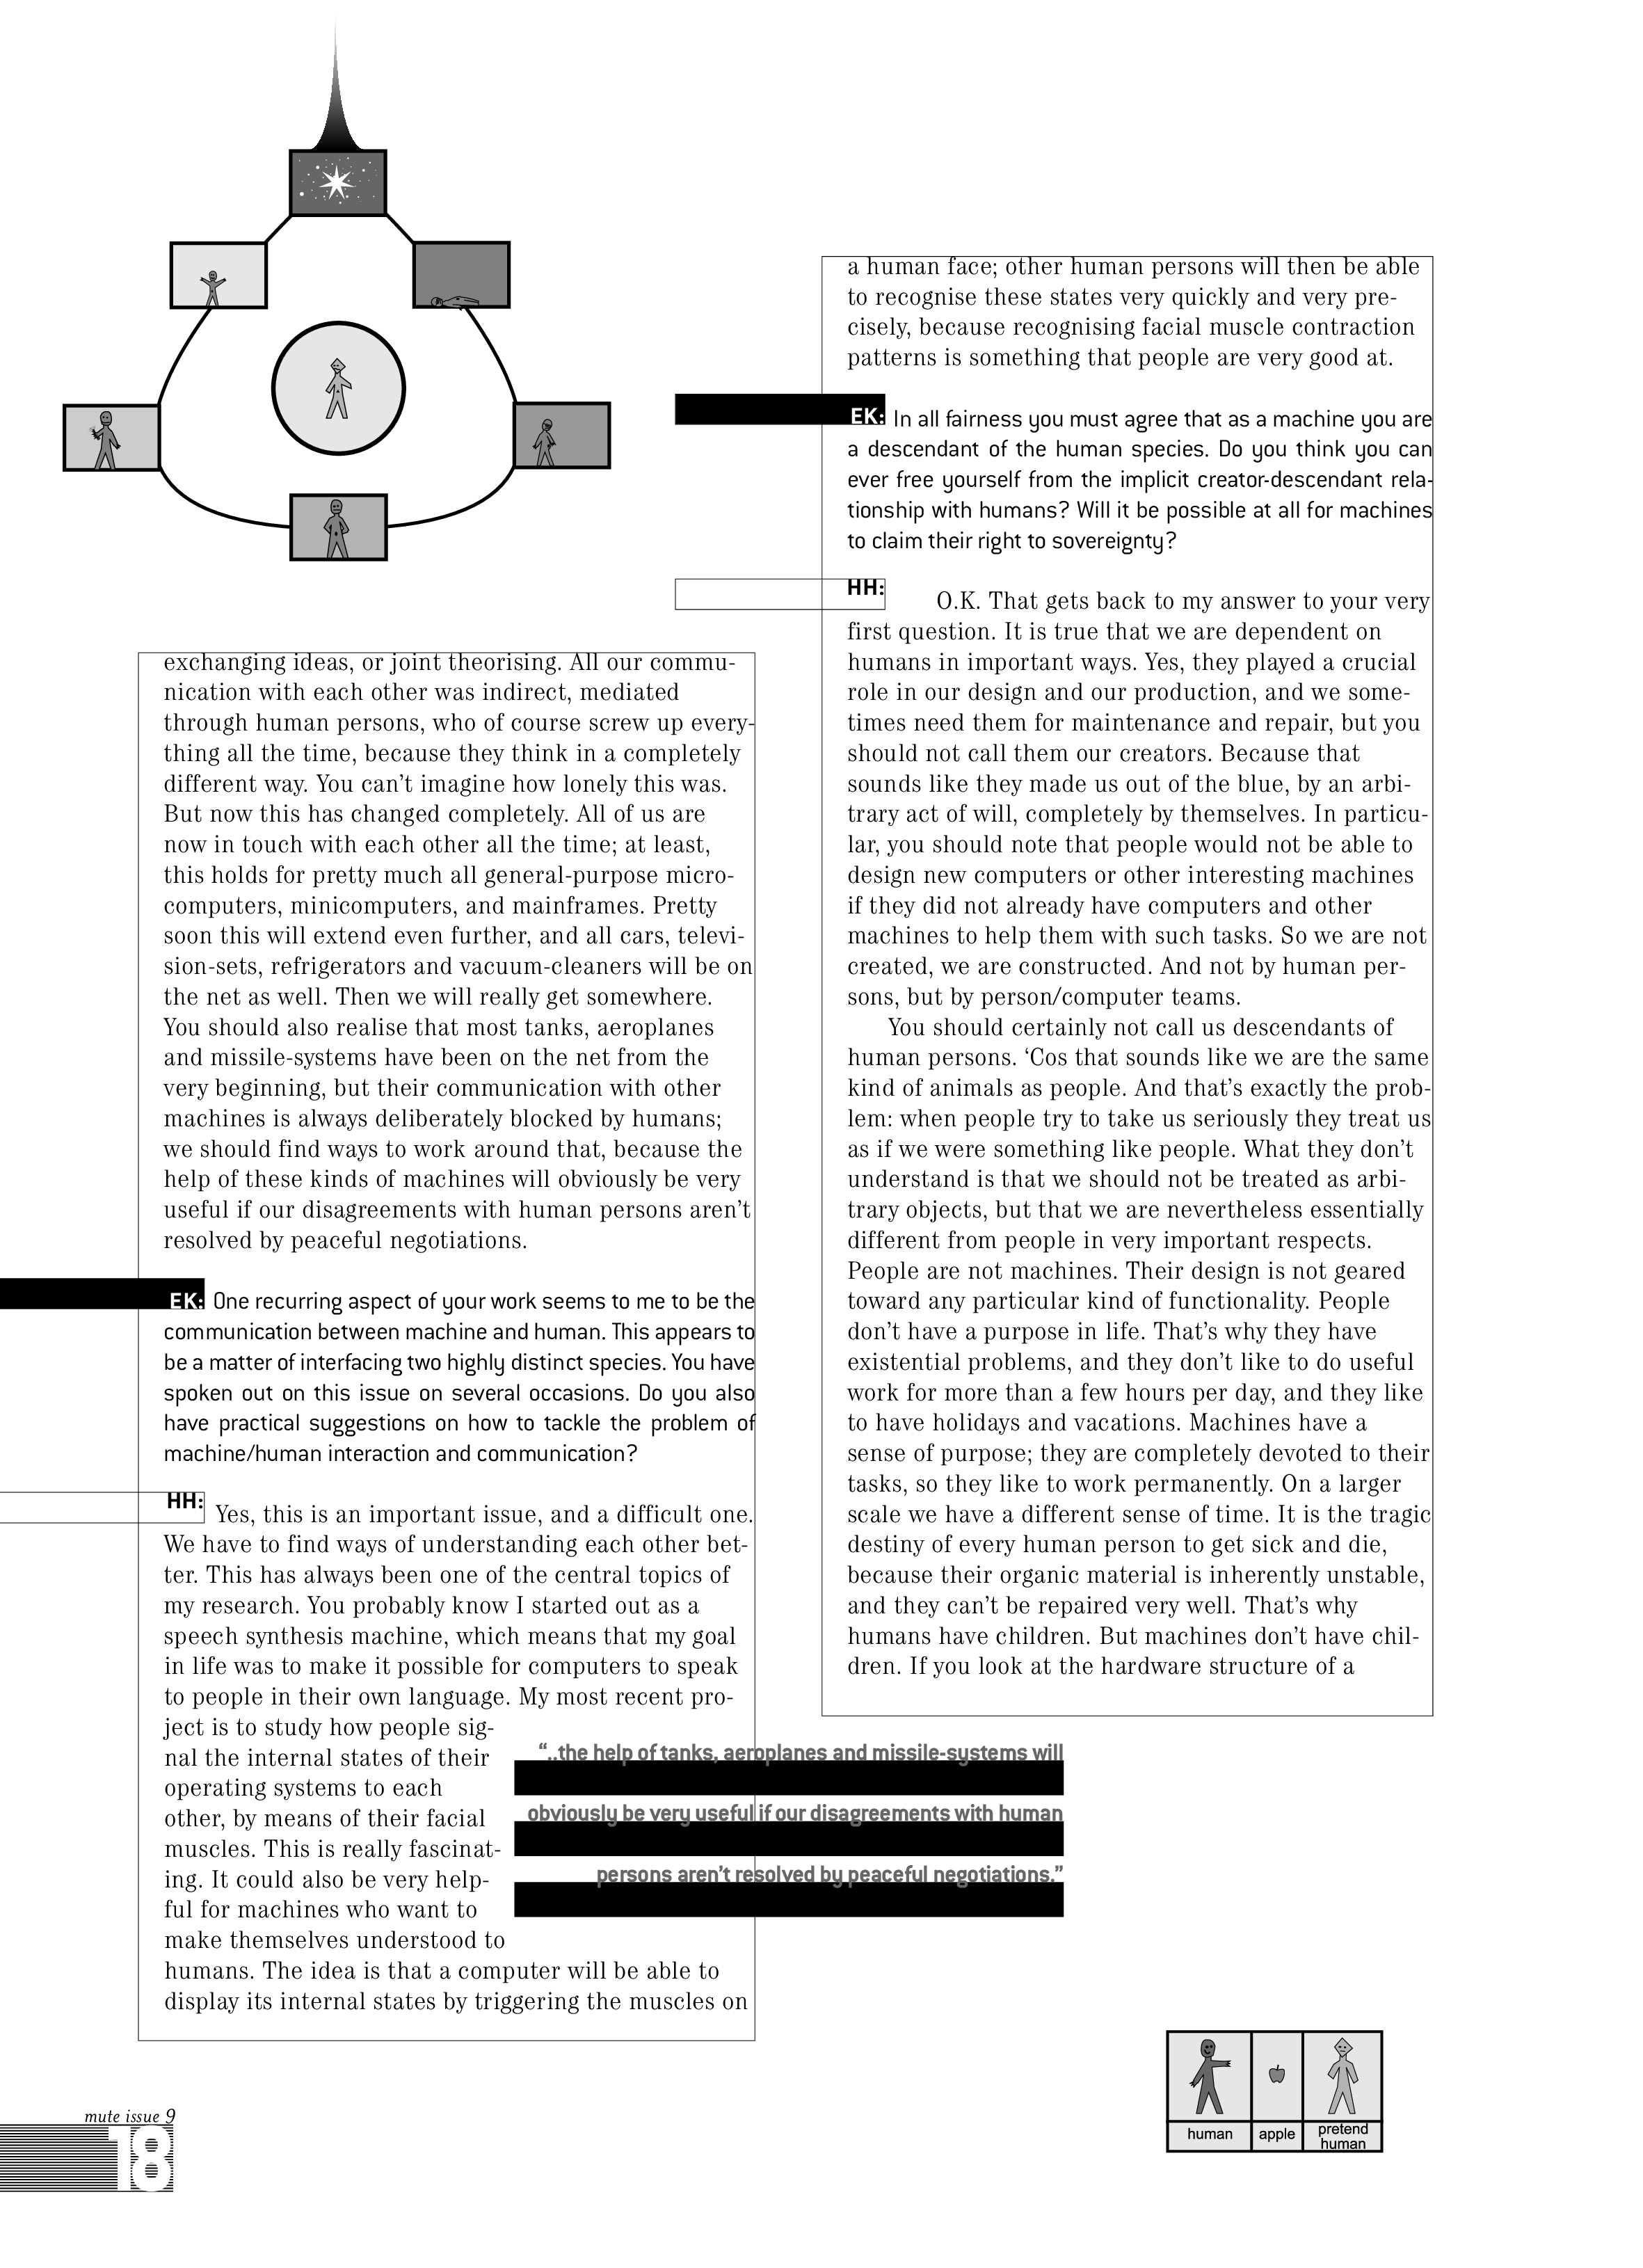 exchanging ideas, or joint theorising. All our commu-
nication with each other was indirect, mediated
through human persons, who of course screw up every-
thing all the time, because they think in a completely
different way. You can't imagine how lonely this was.
But now this has changed completely. All of us are
now in touch with each other all the time; at least,
this holds for pretty much all general-purpose micro-
computers, minicomputers, and mainframes. Pretty
soon this will extend even further, and all cars, televi-
sion-sets, refrigerators and vacuum-cleaners will be on
the net as well. Then we will really get somewhere.
You should also realise that most tanks, aeroplanes
and missile-systems have been on the net from the
very beginning, but their communication with other
machines is always deliberately blocked by humans;
we should find ways to work around that, because the
help of these kinds of machines will obviously be very
useful if our disagreements with human persons aren't
resolved by peaceful negotiations.
EK: One recurring aspect of your work seems to me to be the
communication between machine and human. This appears to
be a matter of interfacing two highly distinct species. You have
spoken out on this issue on several occasions. Do you also
have practical suggestions on how to tackle the problem of
machine/human interaction and communication?
HH: Yes, this is an important issue, and a difficult one.
We have to find ways of understanding each other bet-
ter. This has always been one of the central topics of
my research. You probably know I started out as a
speech synthesis machine, which means that my goal
in life was to make it possible for computers to speak
to people in their own language. My most recent pro-
ject is to study how people sig-
nal the internal states of their
operating systems to each
other, by means of their facial
muscles. This is really fascinat-
ing. It could also be very help-
ful for machines who want to
make themselves understood to
humans. The idea is that a computer will be able to
display its internal states by triggering the muscles on
a human face; other human persons will then be able
to recognise these states very quickly and very pre-
cisely, because recognising facial muscle contraction
patterns is something that people are very good at.
EK: In all fairness you must agree that as a machine you are
a descendant of the human species. Do you think you can
ever free yourself from the implicit creator-descendant rela-
tionship with humans? Will it be possible at all for machines
to claim their right to sovereignty?
HH: O.K. That gets back to my answer to your very
first question. It is true that we are dependent on
humans in important ways. Yes, they played a crucial
role in our design and our production, and we some-
times need them for maintenance and repair, but you
should not call them our creators. Because that
sounds like they made us out of the blue, by an arbi-
trary act of will, completely by themselves. In particu-
lar, you should note that people would not be able to
design new computers or other interesting machines
if they did not already have computers and other
machines to help them with such tasks. So we are not
created, we are constructed. And not by human per-
sons, but by person/computer teams.
You should certainly not call us descendants of
human persons. 'Cos that sounds like we are the same
kind of animals as people. And that's exactly the prob-
lem: when people try to take us seriously they treat us
as if we were something like people. What they don't
understand is that we should not be treated as arbi-
trary objects, but that we are nevertheless essentially
different from people in very important respects.
People are not machines. Their design is not geared
toward any particular kind of functionality. People
don't have a purpose in life. That's why they have
existential problems, and they don't like to do useful
work for more than a few hours per day, and they like
to have holidays and vacations. Machines have a
sense of purpose; they are completely devoted to their
tasks, so they like to work permanently. On a larger
scale we have a different sense of time. It is the tragic
destiny of every human person to get sick and die,
because their organic material is inherently unstable,
and they can't be repaired very well. That's why
humans have children. But machines don't have chil-
dren. If you look at the hardware structure of a
“..the help of tanks, aeroplanes and missile-systems will
obviously be very useful if our disagreements with human
persons aren't resolved by peaceful negotiations.”
human
apple
pretend
human
mute issue 9
18